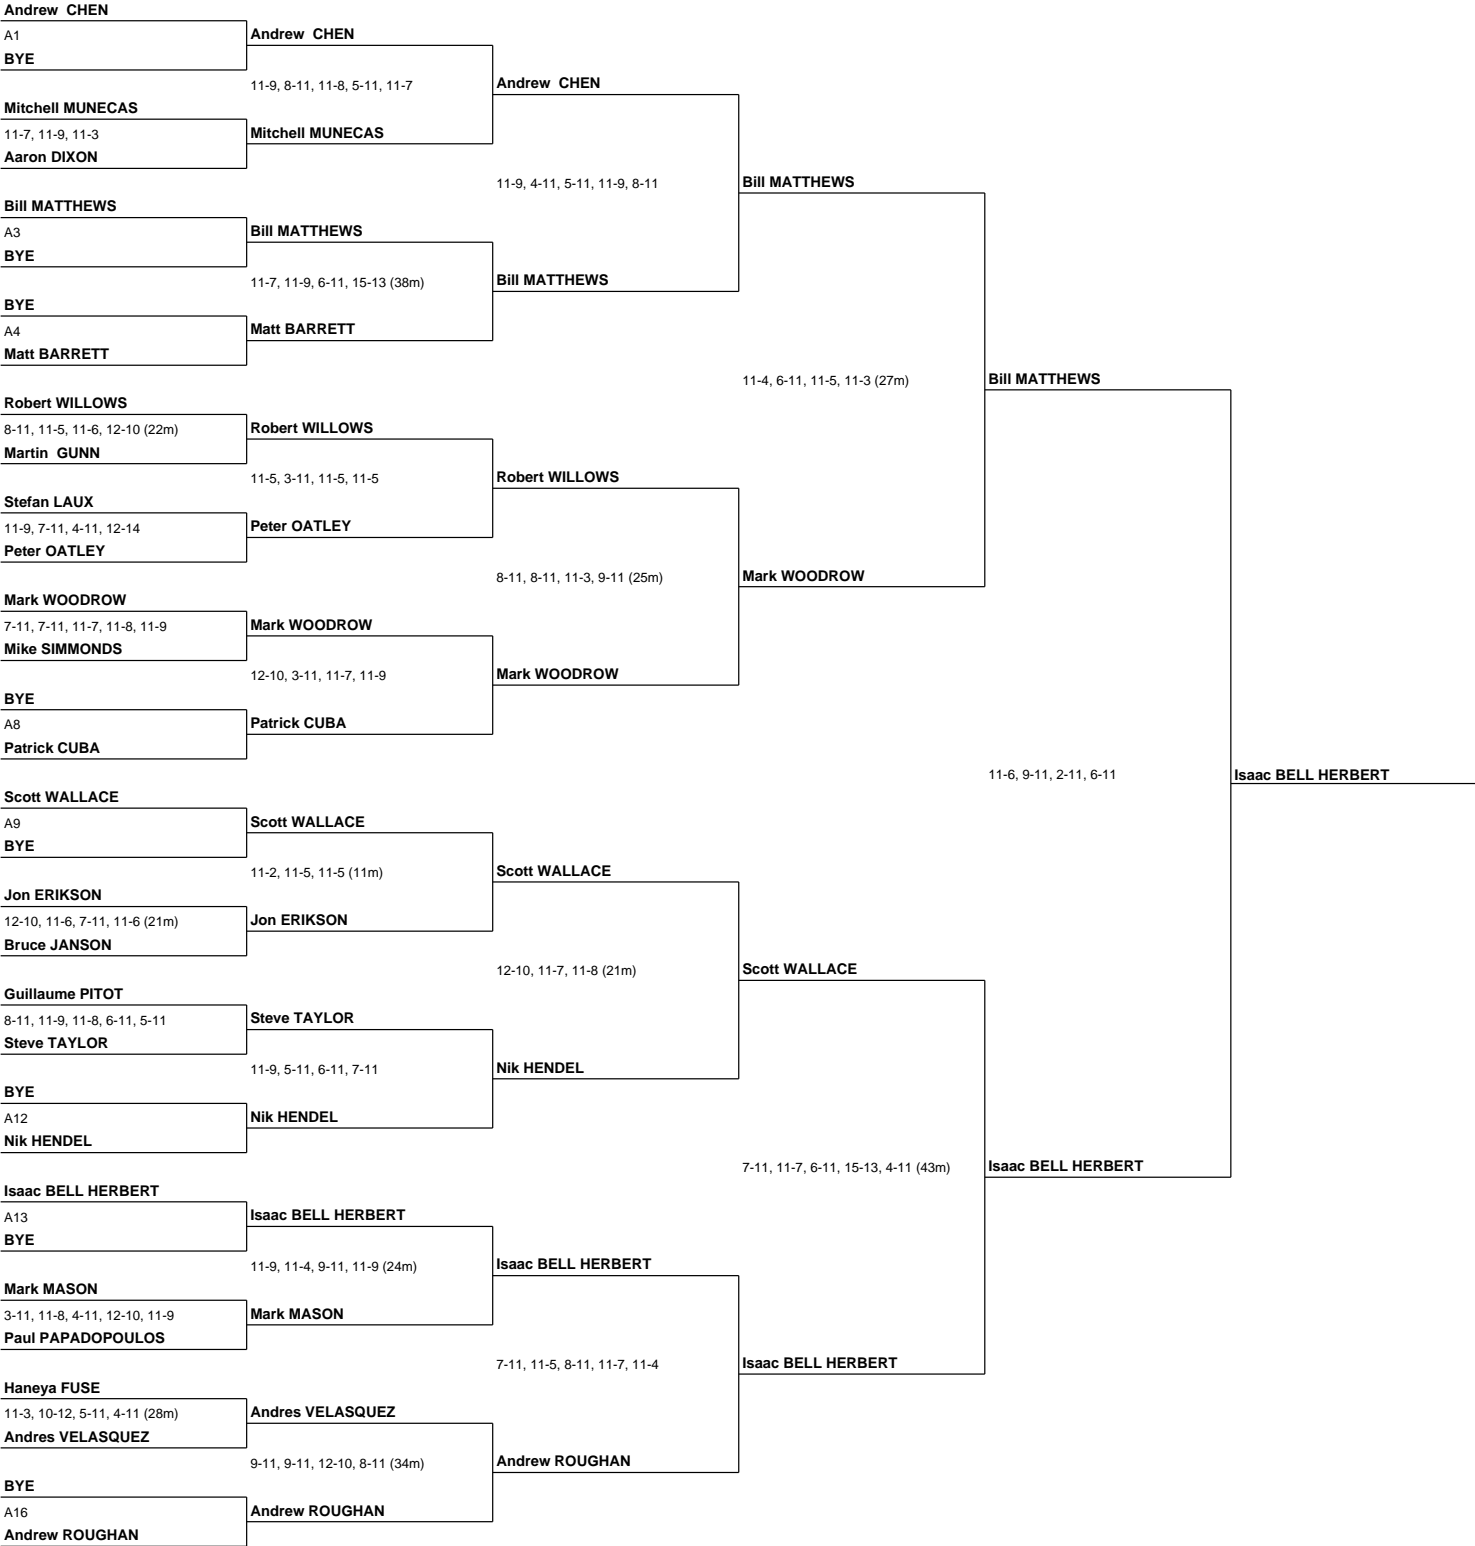 Andrew  CHEN
A1
BYE
Andrew  CHEN
11-9, 8-11, 11-8, 5-11, 11-7
Andrew  CHEN
Mitchell MUNECAS
11-7, 11-9, 11-3
Aaron DIXON
Mitchell MUNECAS
11-9, 4-11, 5-11, 11-9, 8-11
Bill MATTHEWS
Bill MATTHEWS
A3
BYE
Bill MATTHEWS
11-7, 11-9, 6-11, 15-13 (38m)
Bill MATTHEWS
BYE
A4
Matt BARRETT
Matt BARRETT
11-4, 6-11, 11-5, 11-3 (27m)
Bill MATTHEWS
Robert WILLOWS
8-11, 11-5, 11-6, 12-10 (22m)
Martin  GUNN
Robert WILLOWS
11-5, 3-11, 11-5, 11-5
Robert WILLOWS
Stefan LAUX
11-9, 7-11, 4-11, 12-14
Peter OATLEY
Peter OATLEY
8-11, 8-11, 11-3, 9-11 (25m)
Mark WOODROW
Mark WOODROW
7-11, 7-11, 11-7, 11-8, 11-9
Mike SIMMONDS
Mark WOODROW
12-10, 3-11, 11-7, 11-9
Mark WOODROW
BYE
A8
Patrick CUBA
Patrick CUBA
11-6, 9-11, 2-11, 6-11
Isaac BELL HERBERT
Scott WALLACE
A9
BYE
Scott WALLACE
11-2, 11-5, 11-5 (11m)
Scott WALLACE
Jon ERIKSON
12-10, 11-6, 7-11, 11-6 (21m)
Bruce JANSON
Jon ERIKSON
12-10, 11-7, 11-8 (21m)
Scott WALLACE
Guillaume PITOT
8-11, 11-9, 11-8, 6-11, 5-11
Steve TAYLOR
Steve TAYLOR
11-9, 5-11, 6-11, 7-11
Nik HENDEL
BYE
A12
Nik HENDEL
Nik HENDEL
7-11, 11-7, 6-11, 15-13, 4-11 (43m)
Isaac BELL HERBERT
Isaac BELL HERBERT
A13
BYE
Isaac BELL HERBERT
11-9, 11-4, 9-11, 11-9 (24m)
Isaac BELL HERBERT
Mark MASON
3-11, 11-8, 4-11, 12-10, 11-9
Paul PAPADOPOULOS
Mark MASON
7-11, 11-5, 8-11, 11-7, 11-4
Isaac BELL HERBERT
Haneya FUSE
11-3, 10-12, 5-11, 4-11 (28m)
Andres VELASQUEZ
Andres VELASQUEZ
9-11, 9-11, 12-10, 8-11 (34m)
Andrew ROUGHAN
BYE
A16
Andrew ROUGHAN
Andrew ROUGHAN